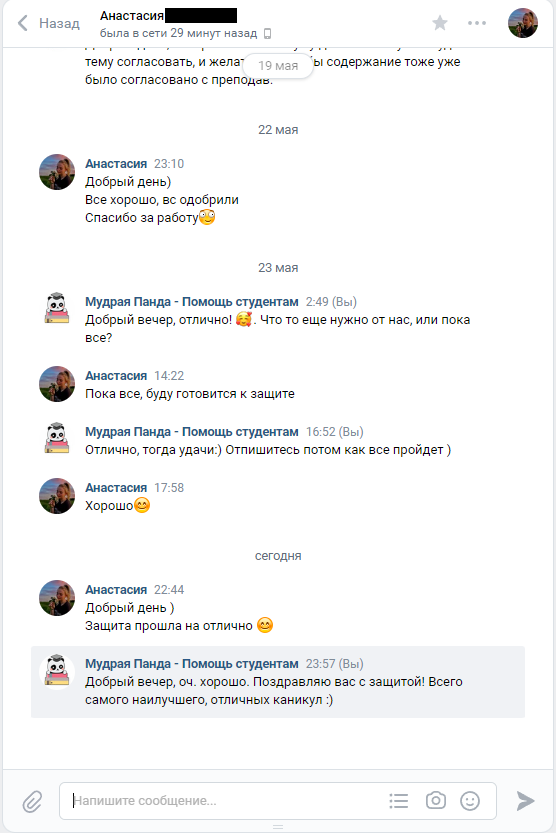 Назад
Анастасия
была в сети 29 минут назад
19 мая
тему согласовать, и бы содержание тоже уже
было согласовано с преподав.
22 мая
Анастасия 23:10
Добрый день)
Все хорошо, вс одобрили
Спасибо за работу😳
23 мая
Мудрая Панда - Помощь студентам 2:49 (Вы)
Добрый вечер, отлично! 🥰. Что то еще нужно от нас, или пока
все?
Анастасия 14:22
Пока все, буду готовится к защите
Мудрая Панда - Помощь студентам 16:52 (Вы)
Отлично, тогда удачи:) Отпишитесь потом как все пройдет )
Анастасия 17:58
Хорошо😊
сегодня
Анастасия 22:44
Добрый день )
Защита прошла на отлично 😊
Мудрая Панда - Помощь студентам 23:57 (Вы)
Добрый вечер, оч. хорошо. Поздравляю вас с защитой! Всего
самого наилучшего, отличных каникул :)
Напишите сообщение...